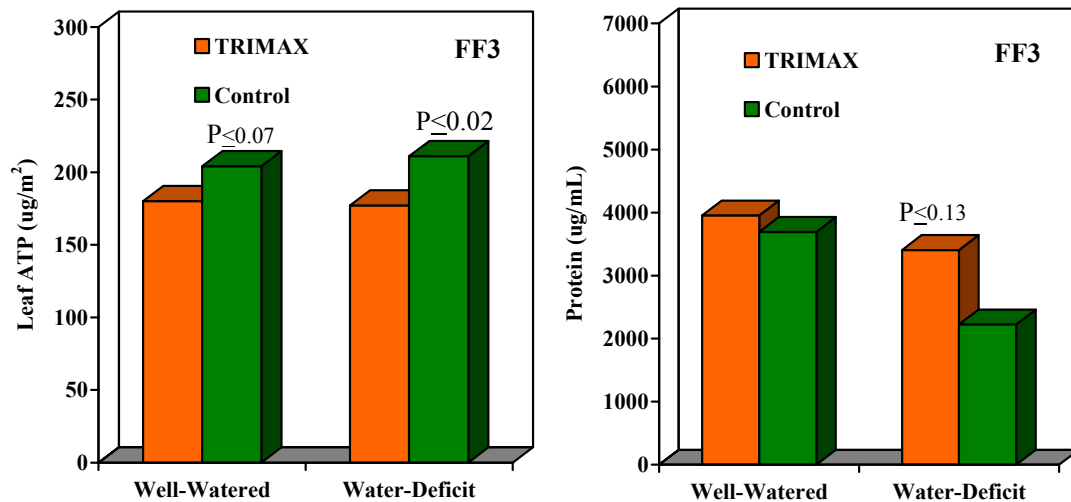 300
250
200
150
100
50
0
Leaf ATP (ug/m²)
TRIMAX
Control
FF3
P≤0.07
P≤0.02
Well-Watered
Water-Deficit
7000
6000
5000
4000
3000
2000
1000
0
Protein (ug/mL)
TRIMAX
Control
FF3
P≤0.13
Well-Watered
Water-Deficit